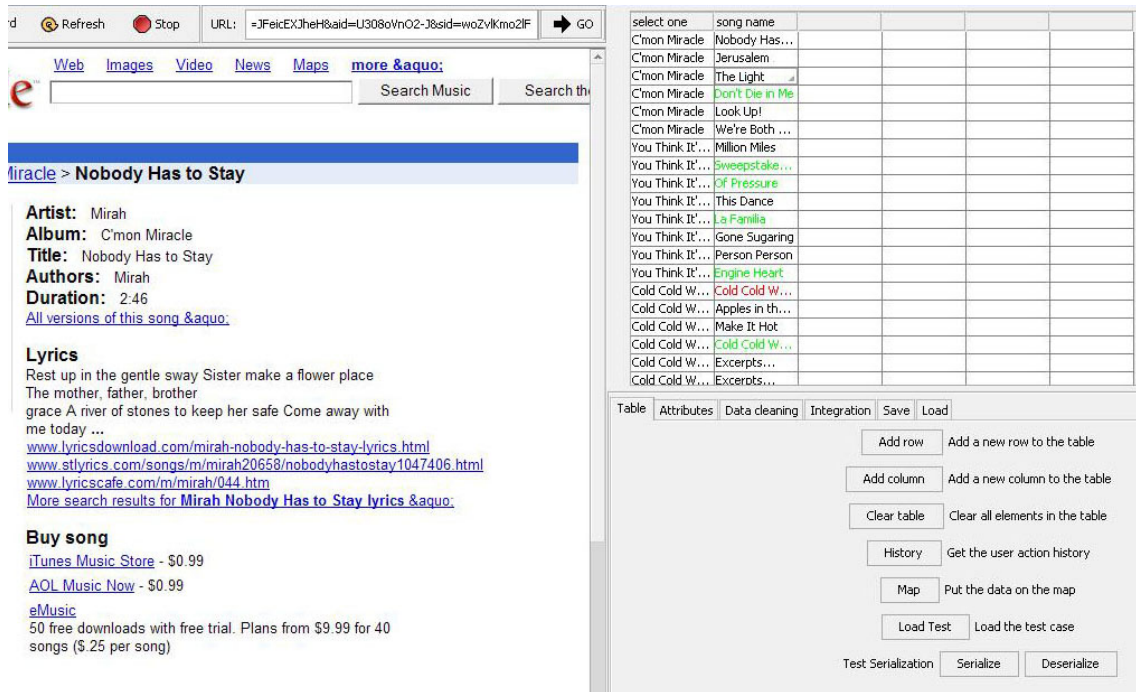 d Refresh Stop URL: =JFeicEXJheH&aid=U308oVnO2-J&sid=woZvlKmo2lF GO
Web Images Video News Maps more &aquo;
e Search Music Search th
Miracle > Nobody Has to Stay
Artist: Mirah
Album: C'mon Miracle
Title: Nobody Has to Stay
Authors: Mirah
Duration: 2:46
All versions of this song &aquo;
Lyrics
Rest up in the gentle sway Sister make a flower place
The mother, father, brother
grace A river of stones to keep her safe Come away with
me today ...
www.lyricsdownload.com/mirah-nobody-has-to-stay-lyrics.html
www.stlyrics.com/songs/m/mirah20658/nobodyhastostay1047406.html
www.lyricscafe.com/m/mirah/044.htm
More search results for Mirah Nobody Has to Stay lyrics &aquo;
Buy song
iTunes Music Store - $0.99
AOL Music Now - $0.99
eMusic
50 free downloads with free trial. Plans from $9.99 for 40
songs ($.25 per song)
select one song name
C'mon Miracle Nobody Has...
C'mon Miracle Jerusalem
C'mon Miracle The Light
C'mon Miracle Don't Die in Me
C'mon Miracle Look Up!
C'mon Miracle We're Both ...
You Think It'... Million Miles
You Think It'... Sweepstake...
You Think It'... Of Pressure
You Think It'... This Dance
You Think It'... La Familia
You Think It'... Gone Sugaring
You Think It'... Person Person
You Think It'... Engine Heart
Cold Cold W... Cold Cold W...
Cold Cold W... Apples in th...
Cold Cold W... Make It Hot
Cold Cold W... Cold Cold W...
Cold Cold W... Excerpts...
Cold Cold W... Excerpts...
Table Attributes Data cleaning Integration Save Load
Add row Add a new row to the table
Add column Add a new column to the table
Clear table Clear all elements in the table
History Get the user action history
Map Put the data on the map
Load Test Load the test case
Test Serialization Serialize Deserialize